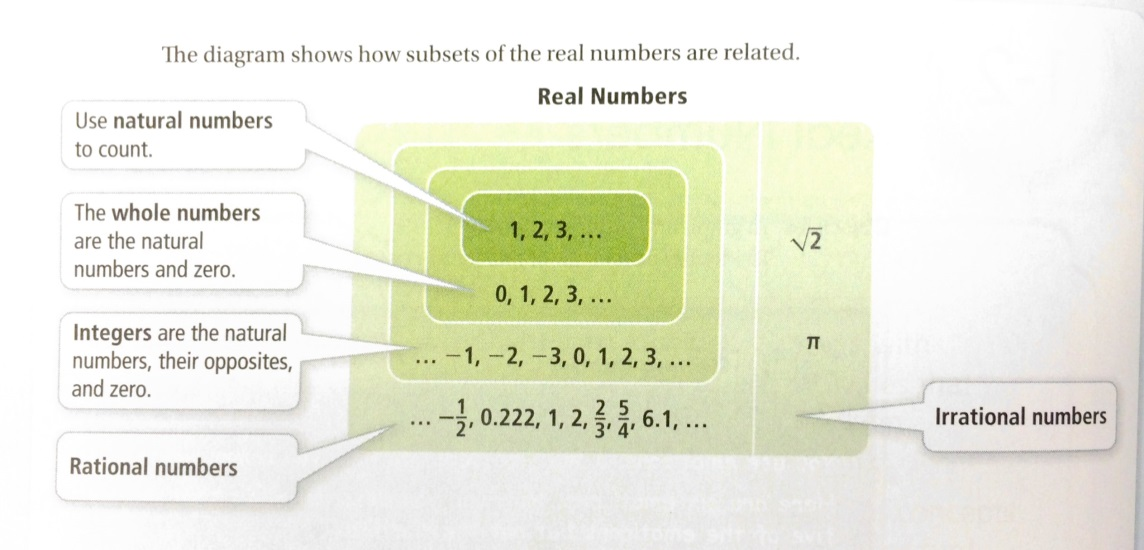 The diagram shows how subsets of the real numbers are related.
Real Numbers
Use natural numbers
to count.
The whole numbers
are the natural
numbers and zero.
Integers are the natural
numbers, their opposites,
and zero.
Rational numbers
1, 2, 3, …
0, 1, 2, 3, …
… −1, −2, −3, 0, 1, 2, 3, …
… −1/2, 0.222, 1, 2, 2/3, 5/4, 6.1, …
√2
π
Irrational numbers